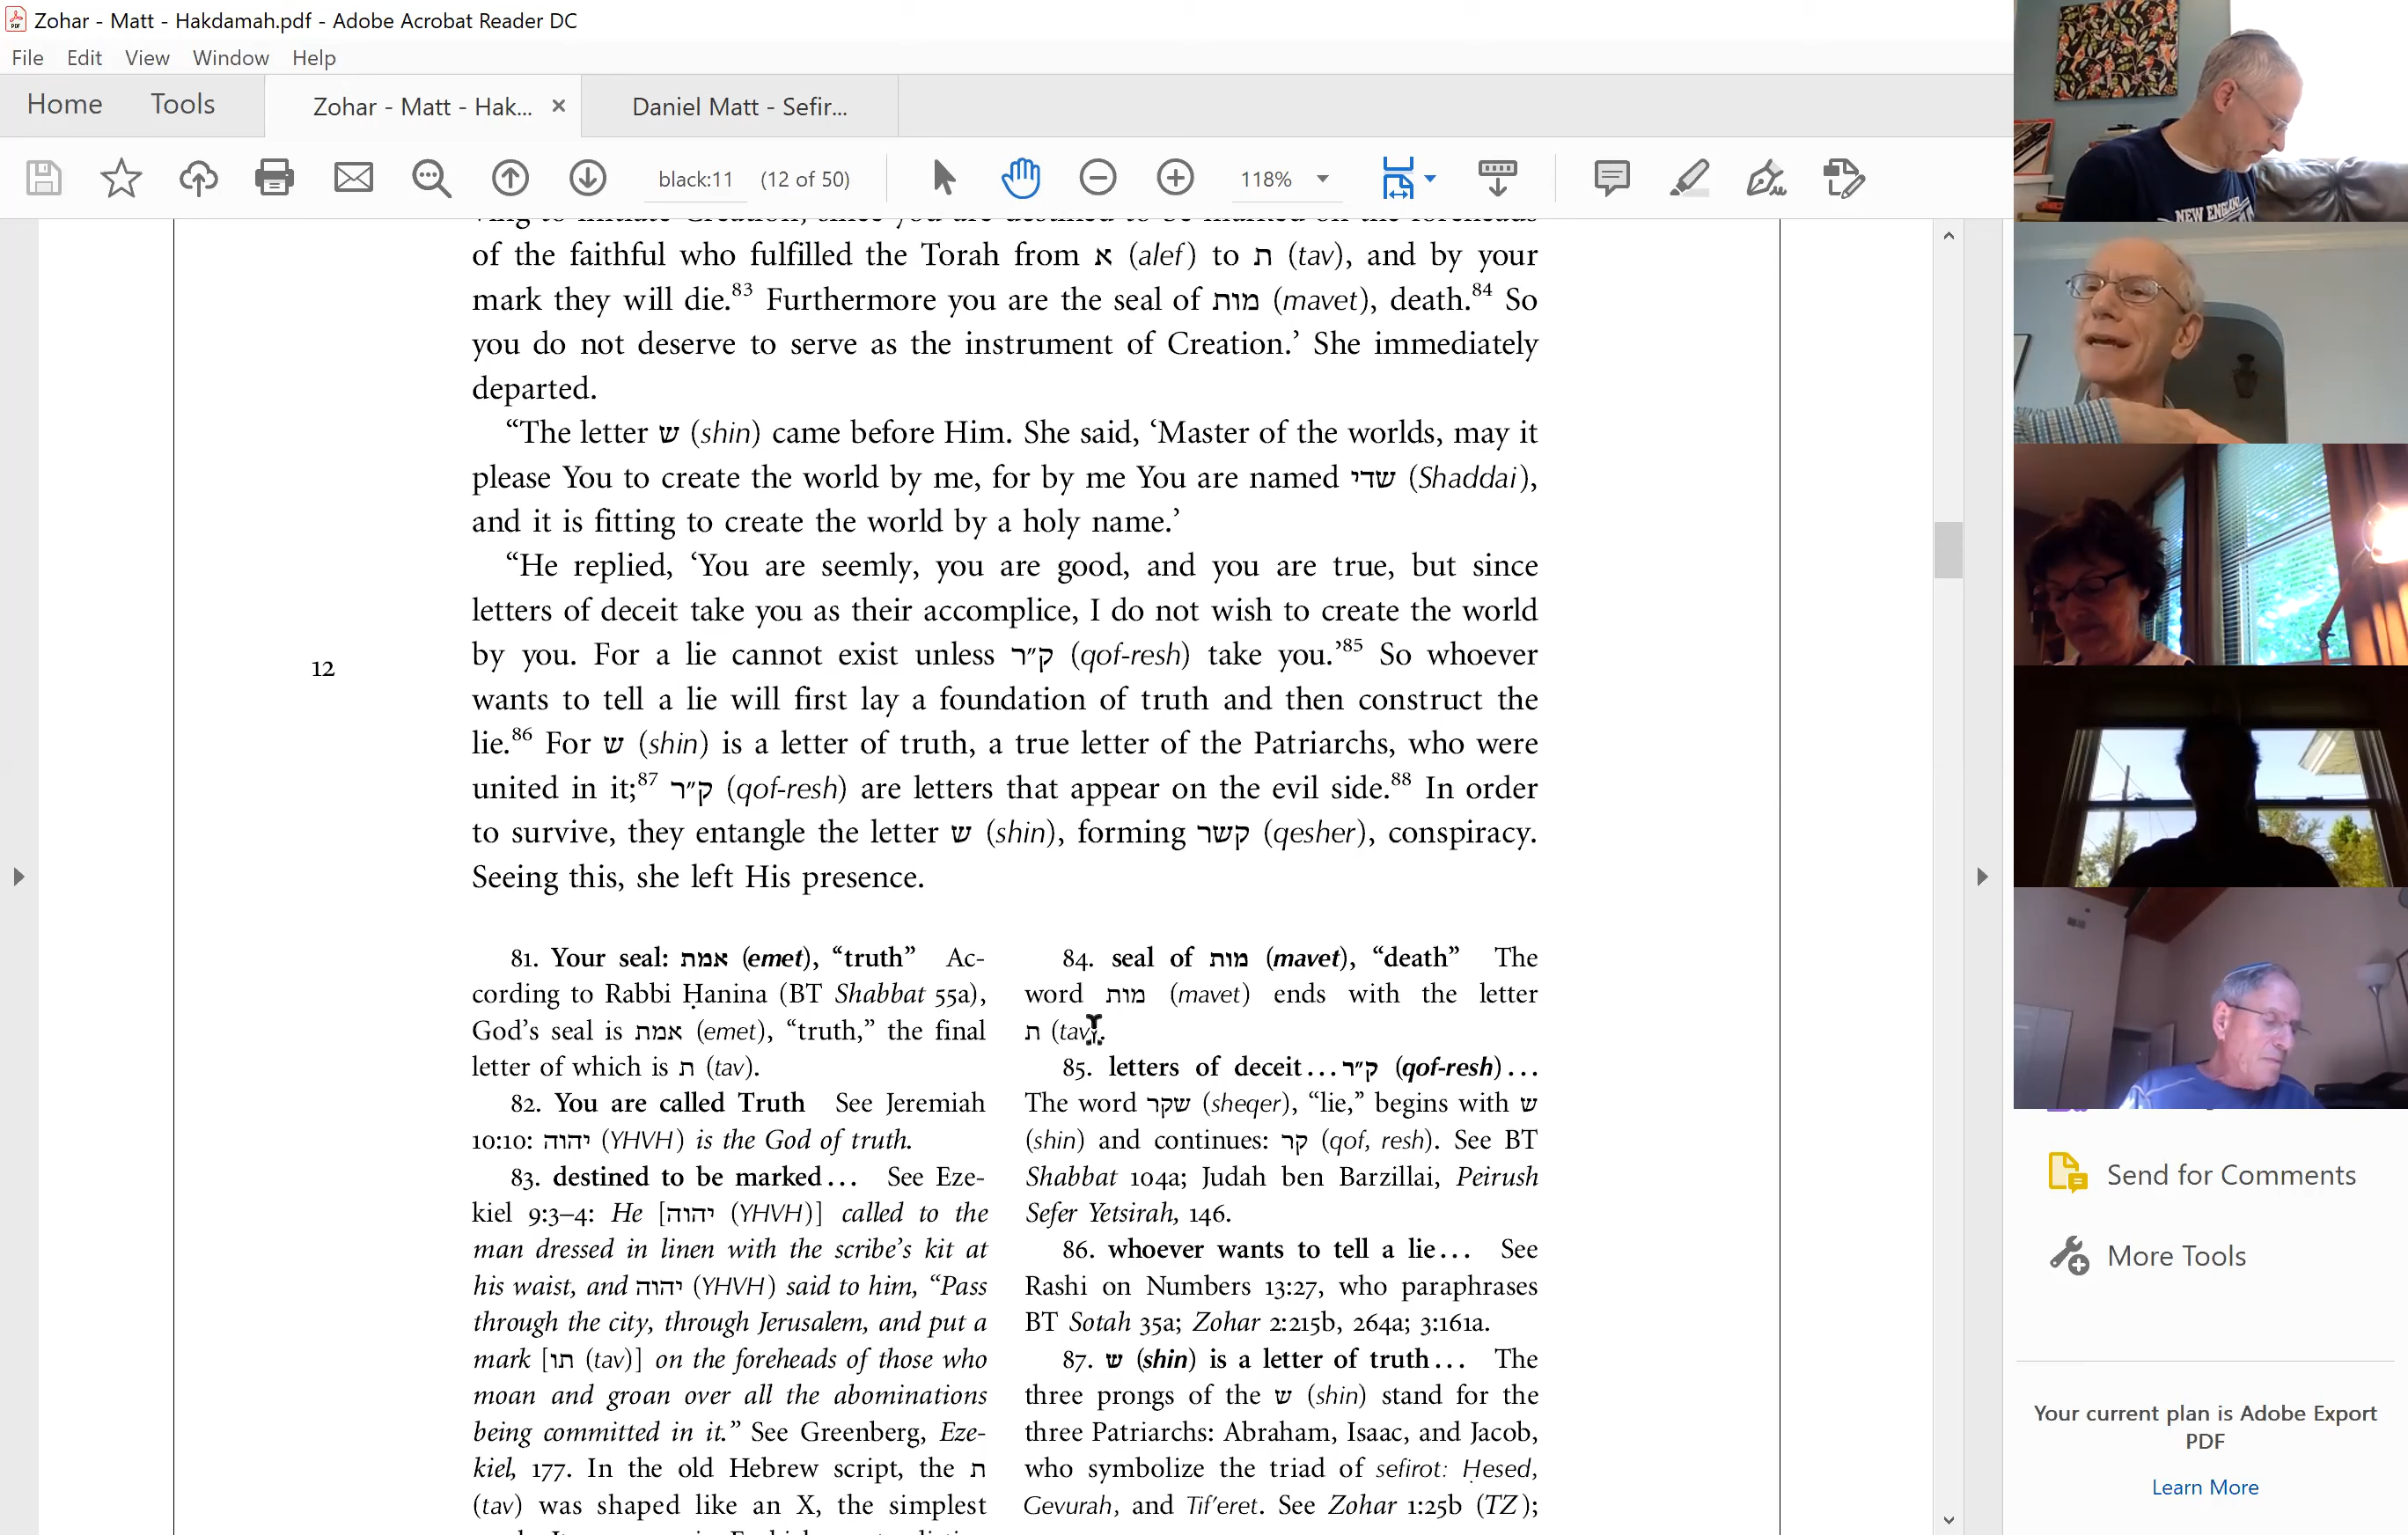 Zohar - Matt - Hakdamah.pdf - Adobe Acrobat Reader DC
File Edit View Window Help
Home Tools Zohar - Matt - Hak... × Daniel Matt - Sefir...
black:11 (12 of 50) 118%
ving to initiate Creation, since you are destined to be marked on the foreheads
of the faithful who fulfilled the Torah from א (alef) to ת (tav), and by your
mark they will die.83 Furthermore you are the seal of מות (mavet), death.84 So
you do not deserve to serve as the instrument of Creation.’ She immediately
departed.
“The letter ש (shin) came before Him. She said, ‘Master of the worlds, may it
please You to create the world by me, for by me You are named שדי (Shaddai),
and it is fitting to create the world by a holy name.’
“He replied, ‘You are seemly, you are good, and you are true, but since
letters of deceit take you as their accomplice, I do not wish to create the world
by you. For a lie cannot exist unless ק״ר (qof-resh) take you.’85 So whoever
12
wants to tell a lie will first lay a foundation of truth and then construct the
lie.86 For ש (shin) is a letter of truth, a true letter of the Patriarchs, who were
united in it;87 ק״ר (qof-resh) are letters that appear on the evil side.88 In order
to survive, they entangle the letter ש (shin), forming קשר (qesher), conspiracy.
Seeing this, she left His presence.
81. Your seal: אמת (emet), “truth” Ac-
cording to Rabbi Ḥanina (BT Shabbat 55a),
God’s seal is אמת (emet), “truth,” the final
letter of which is ת (tav).
82. You are called Truth See Jeremiah
10:10: יהוה (YHVH) is the God of truth.
83. destined to be marked... See Eze-
kiel 9:3–4: He [יהוה (YHVH)] called to the
man dressed in linen with the scribe’s kit at
his waist, and יהוה (YHVH) said to him, “Pass
through the city, through Jerusalem, and put a
mark [תו (tav)] on the foreheads of those who
moan and groan over all the abominations
being committed in it.” See Greenberg, Eze-
kiel, 177. In the old Hebrew script, the ת
(tav) was shaped like an X, the simplest
84. seal of מות (mavet), “death” The
word מות (mavet) ends with the letter
ת (tav).
85. letters of deceit...ק״ר (qof-resh)...
The word שקר (sheqer), “lie,” begins with ש
(shin) and continues: קר (qof, resh). See BT
Shabbat 104a; Judah ben Barzillai, Peirush
Sefer Yetsirah, 146.
86. whoever wants to tell a lie... See
Rashi on Numbers 13:27, who paraphrases
BT Sotah 35a; Zohar 2:215b, 264a; 3:161a.
87. ש (shin) is a letter of truth... The
three prongs of the ש (shin) stand for the
three Patriarchs: Abraham, Isaac, and Jacob,
who symbolize the triad of sefirot: Ḥesed,
Gevurah, and Tif’eret. See Zohar 1:25b (TZ);
NEW ENGLAND
Send for Comments
More Tools
Your current plan is Adobe Export
PDF
Learn More